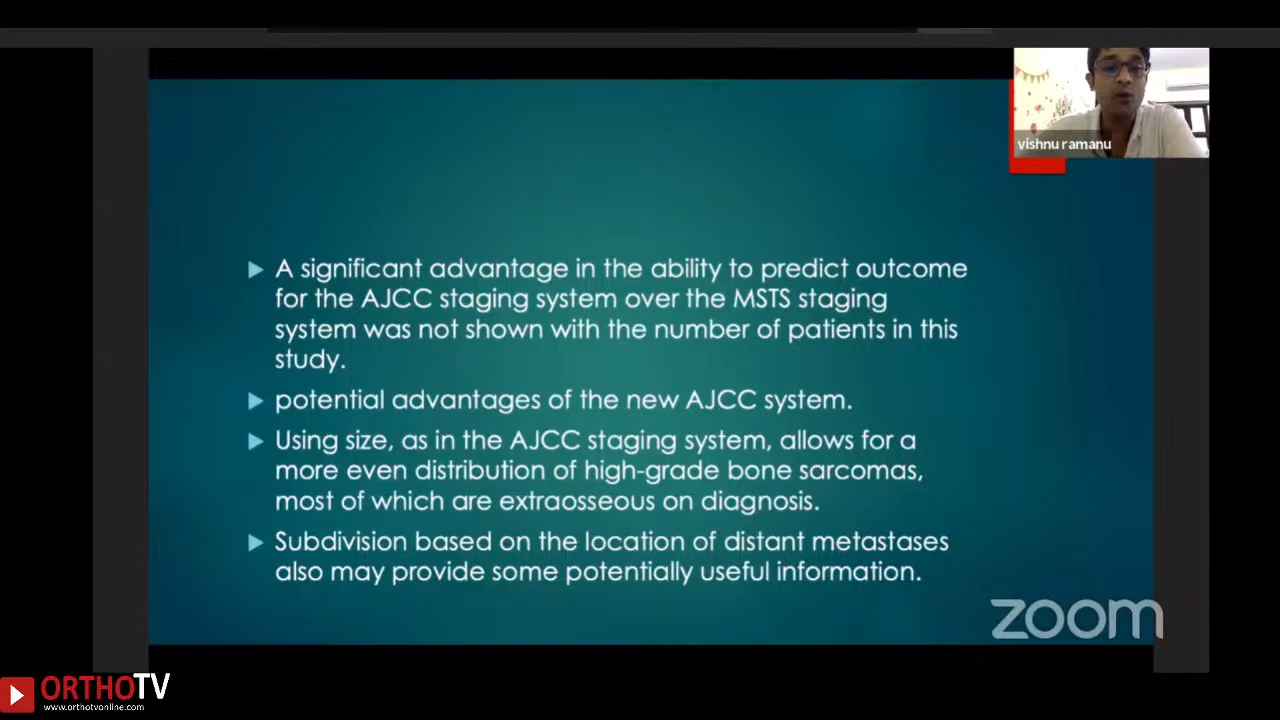 vishnu ramanu
A significant advantage in the ability to predict outcome
for the AJCC staging system over the MSTS staging
system was not shown with the number of patients in this
study.
potential advantages of the new AJCC system.
Using size, as in the AJCC staging system, allows for a
more even distribution of high-grade bone sarcomas,
most of which are extraosseous on diagnosis.
Subdivision based on the location of distant metastases
also may provide some potentially useful information.
zoom
ORTHOTV
www.orthotvonline.com